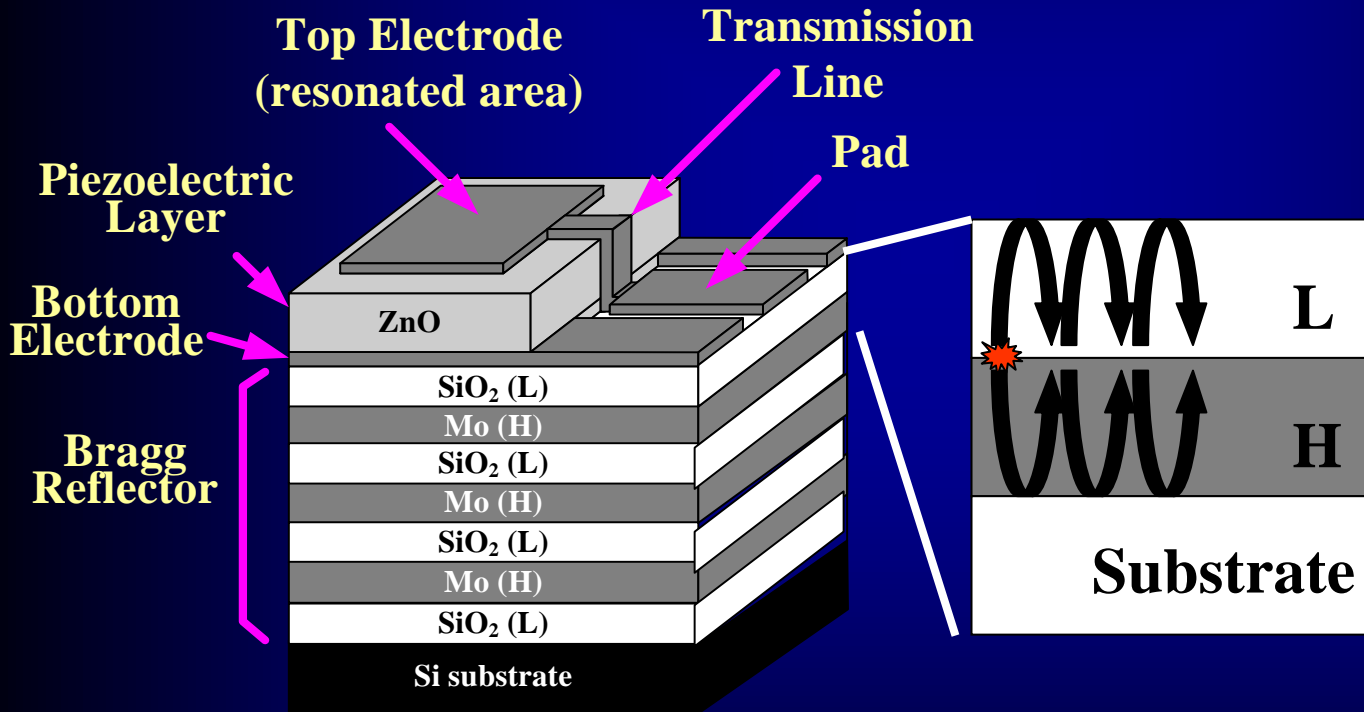 Top Electrode
(resonated area)
Transmission
Line
Pad
Piezoelectric
Layer
Bottom
Electrode
Bragg
Reflector
ZnO
SiO₂ (L)
Mo (H)
SiO₂ (L)
Mo (H)
SiO₂ (L)
Mo (H)
SiO₂ (L)
Si substrate
L
H
Substrate